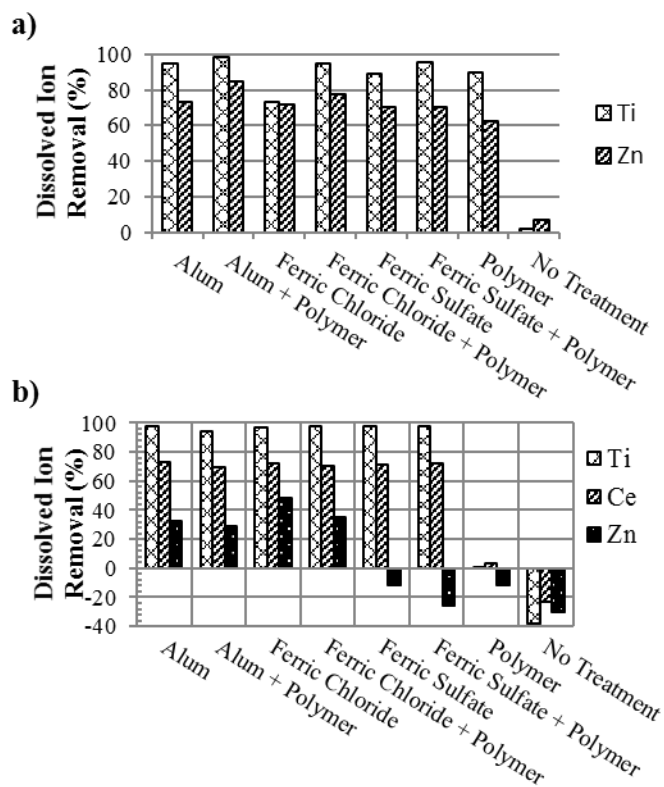 a)
Dissolved Ion
Removal (%)
100
80
60
40
20
0
Ti
Zn
Alum
Alum + Polymer
Ferric Chloride
Ferric Chloride + Polymer
Ferric Sulfate
Ferric Sulfate + Polymer
Polymer
No Treatment
b)
Dissolved Ion
Removal (%)
100
80
60
40
20
0
-20
-40
Ti
Ce
Zn
Alum
Alum + Polymer
Ferric Chloride
Ferric Chloride + Polymer
Ferric Sulfate
Ferric Sulfate + Polymer
Polymer
No Treatment